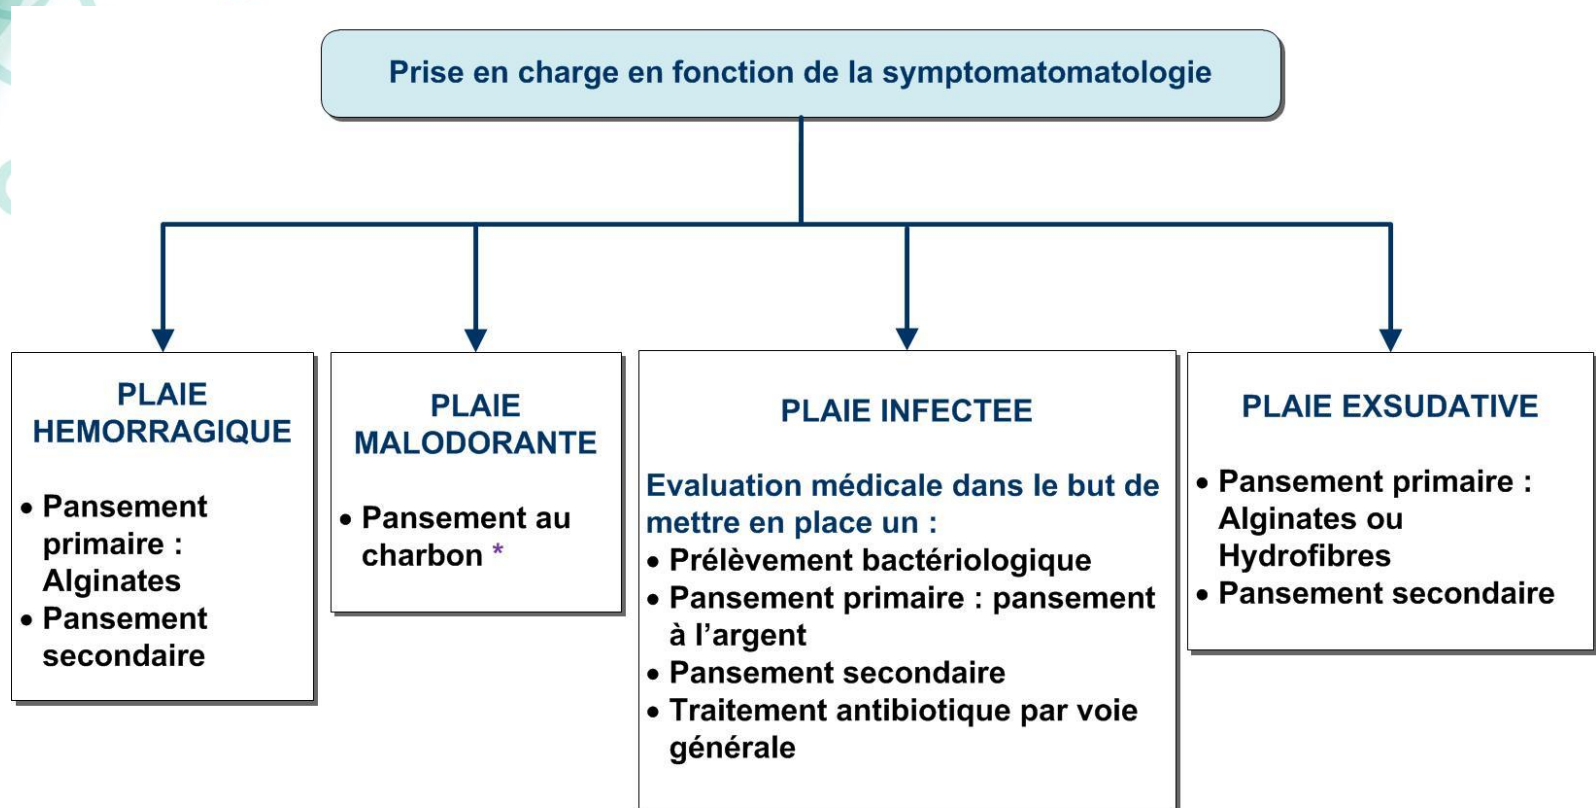 Prise en charge en fonction de la symptomatomatologie
PLAIE
HEMORRAGIQUE
• Pansement
primaire :
Alginates
• Pansement
secondaire
PLAIE
MALODORANTE
• Pansement au
charbon *
PLAIE INFECTEE
Evaluation médicale dans le but de
mettre en place un :
• Prélèvement bactériologique
• Pansement primaire : pansement
à l’argent
• Pansement secondaire
• Traitement antibiotique par voie
générale
PLAIE EXSUDATIVE
• Pansement primaire :
Alginates ou
Hydrofibres
• Pansement secondaire